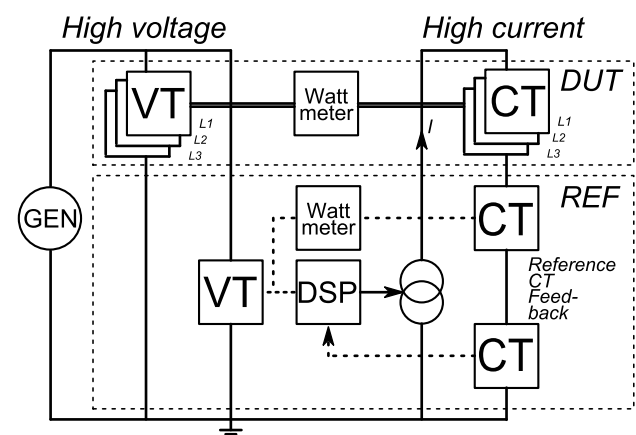 High voltage
High current
DUT
VT
L1
L2
L3
Watt
meter
I
CT
L1
L2
L3
GEN
REF
Watt
meter
CT
VT
DSP
Reference
CT
Feed-
back
CT